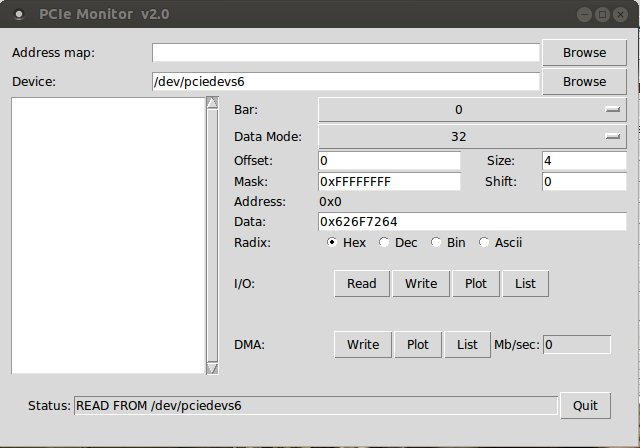 PCIe Monitor v2.0
Address map: Browse
Device: /dev/pciedevs6 Browse
Bar: 0
Data Mode: 32
Offset: 0 Size: 4
Mask: 0xFFFFFFFF Shift: 0
Address: 0x0
Data: 0x626F7264
Radix: Hex Dec Bin Ascii
I/O: Read Write Plot List
DMA: Write Plot List Mb/sec: 0
Status: READ FROM /dev/pciedevs6 Quit